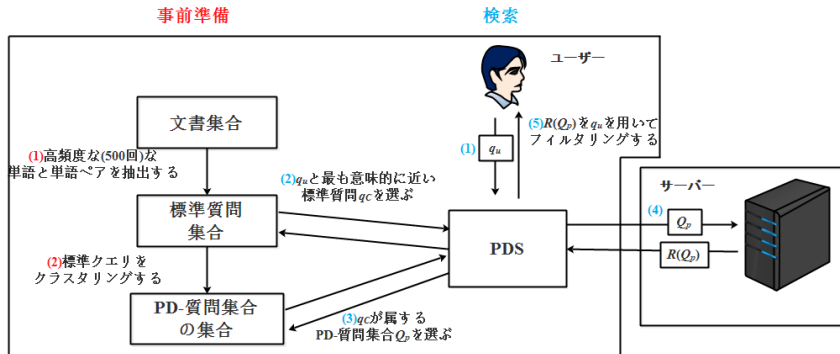 事前準備
検索
ユーザー
文書集合
(1)高頻度な(500回)な
単語と単語ペアを抽出する
標準質問
集合
(2)標準クエリを
クラスタリングする
PD-質問集合
の集合
(1)
qu
(5)R(Qp)をquを用いて
フィルタリングする
(2)quと最も意味的に近い
標準質問qCを選ぶ
PDS
(3)qCが属する
PD-質問集合Qpを選ぶ
サーバー
(4)
Qp
R(Qp)